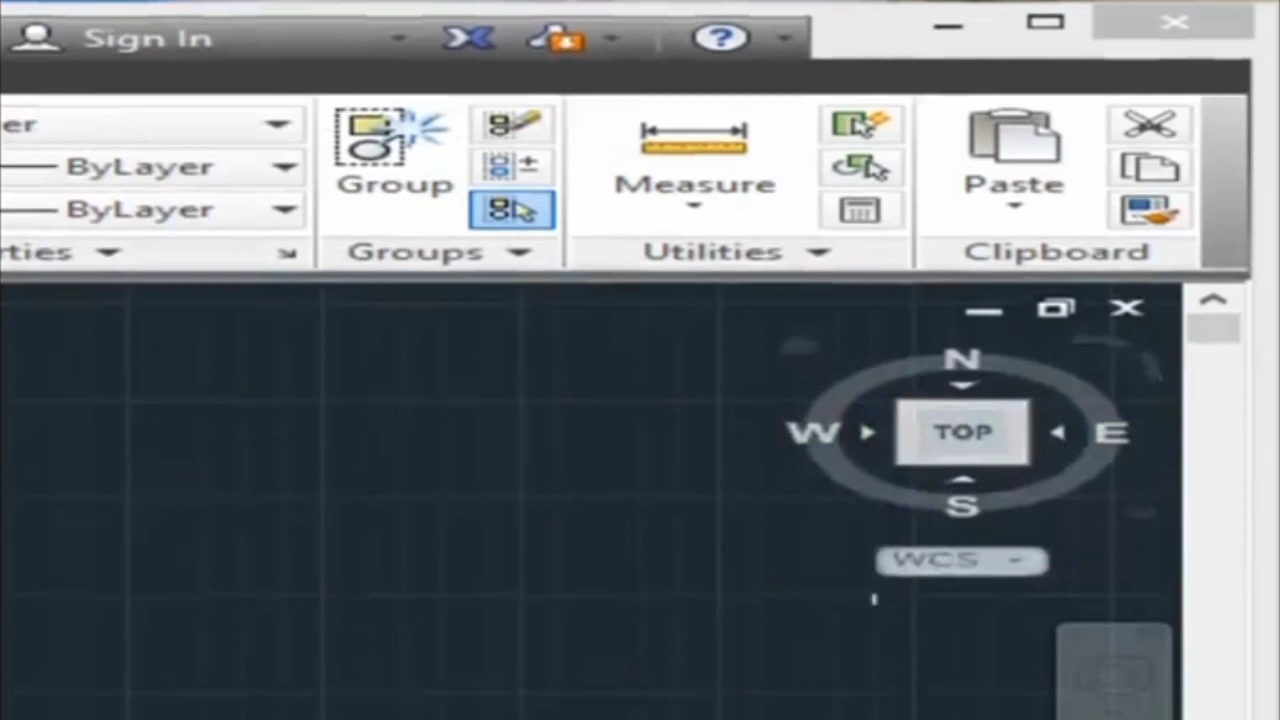 Sign In
?
er
ByLayer
ByLayer
rties
Group
Groups
Measure
Utilities
Paste
Clipboard
N
W TOP E
S
WCS